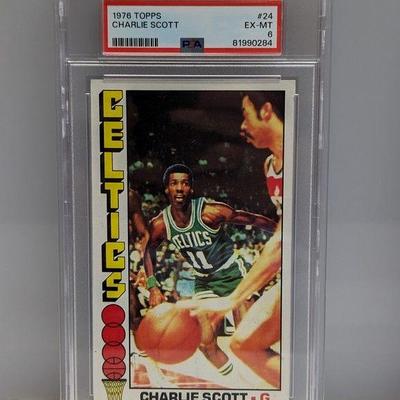 1976 TOPPS #24
CHARLIE SCOTT EX-MT
6
PSA 81990284
CELTICS
CELTICS
11
CHARLIE SCOTT - G